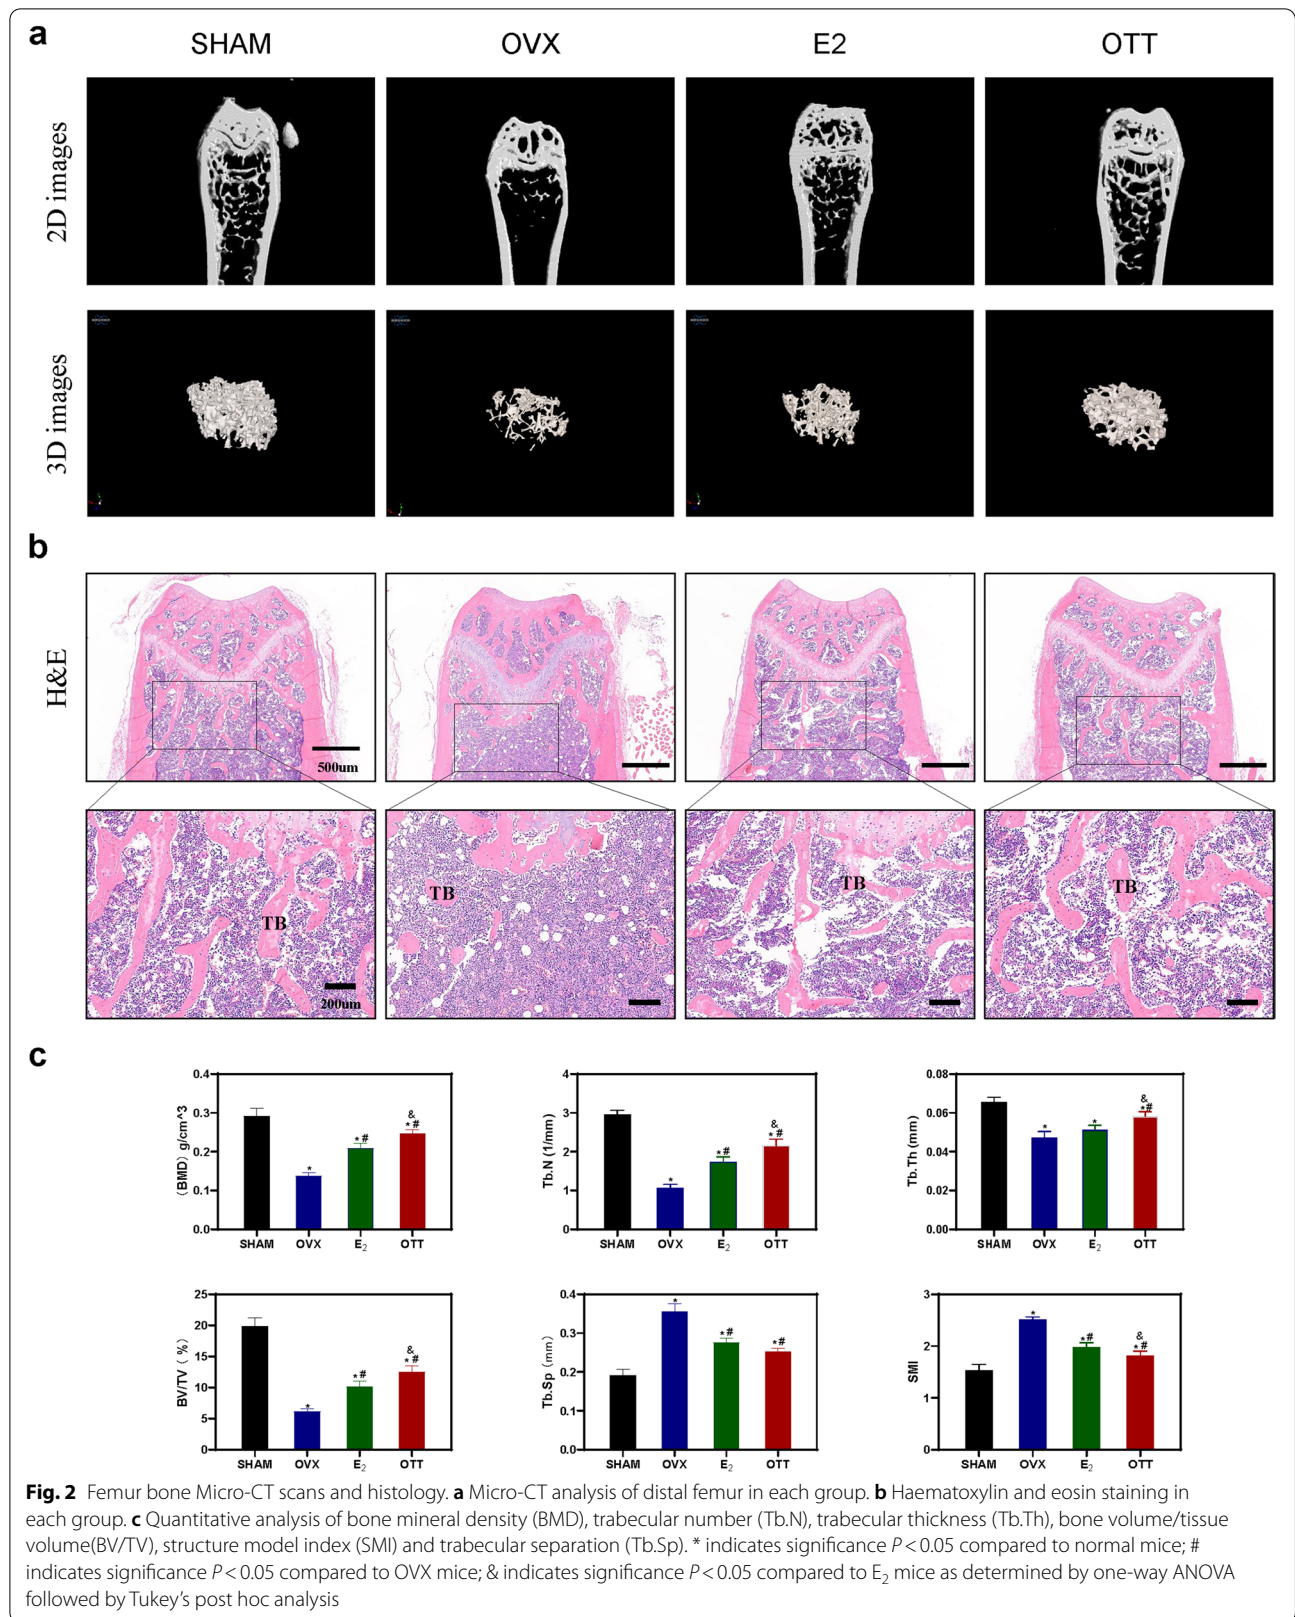 a
SHAM OVX E2 OTT
2D images
3D images
b
H&E
500um
TB TB TB TB
200um
c
(BMD) g/cm^3
0.4
0.3
0.2
0.1
0.0
SHAM OVX E2 OTT
* *# & *#
Tb.N (1/mm)
4
3
2
1
0
SHAM OVX E2 OTT
* *# & *#
Tb.Th (mm)
0.08
0.06
0.04
0.02
0.00
SHAM OVX E2 OTT
* * & *#
BV/TV ( %)
25
20
15
10
5
0
SHAM OVX E2 OTT
* *# & *#
Tb.Sp (mm)
0.4
0.3
0.2
0.1
0.0
SHAM OVX E2 OTT
* *# *#
SMI
3
2
1
0
SHAM OVX E2 OTT
* *# & *#
Fig. 2 Femur bone Micro-CT scans and histology. a Micro-CT analysis of distal femur in each group. b Haematoxylin and eosin staining in
each group. c Quantitative analysis of bone mineral density (BMD), trabecular number (Tb.N), trabecular thickness (Tb.Th), bone volume/tissue
volume(BV/TV), structure model index (SMI) and trabecular separation (Tb.Sp). * indicates significance P < 0.05 compared to normal mice; #
indicates significance P < 0.05 compared to OVX mice; & indicates significance P < 0.05 compared to E2 mice as determined by one-way ANOVA
followed by Tukey's post hoc analysis